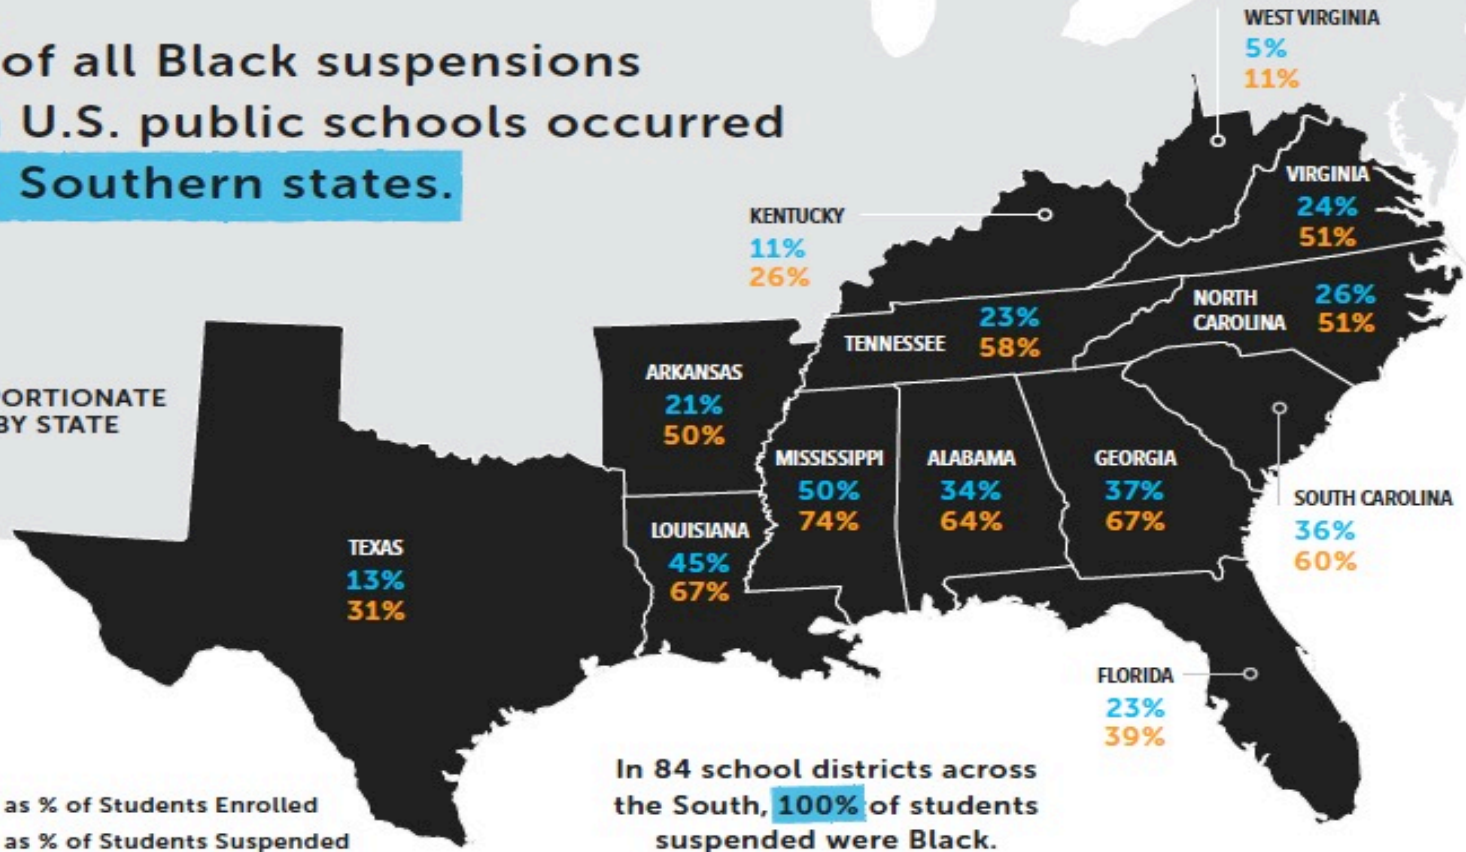 of all Black suspensions
U.S. public schools occurred
Southern states.
WEST VIRGINIA
5%
11%
VIRGINIA
24%
51%
KENTUCKY
11%
26%
NORTH
CAROLINA
26%
51%
TENNESSEE
23%
58%
ARKANSAS
21%
50%
ORTIONATE
BY STATE
MISSISSIPPI
50%
74%
ALABAMA
34%
64%
GEORGIA
37%
67%
SOUTH CAROLINA
36%
60%
LOUISIANA
45%
67%
TEXAS
13%
31%
FLORIDA
23%
39%
In 84 school districts across
the South, 100% of students
suspended were Black.
as % of Students Enrolled
as % of Students Suspended